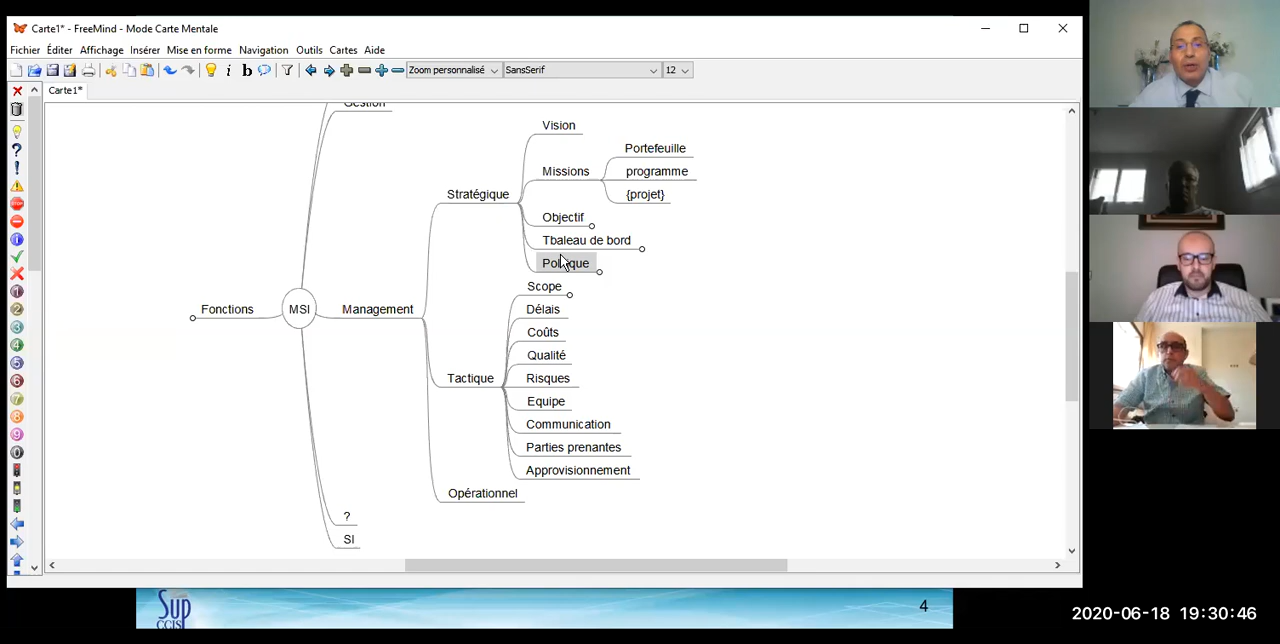 Carte1* - FreeMind - Mode Carte Mentale
Fichier Éditer Affichage Insérer Mise en forme Navigation Outils Cartes Aide
Zoom personnalisé SansSerif 12
Carte1*
Gestion
Vision
Portefeuille
Missions programme
Stratégique {projet}
Objectif
Tbaleau de bord
Politique
Scope
Fonctions MSI Management Délais
Coûts
Qualité
Tactique Risques
Equipe
Communication
Parties prenantes
Approvisionnement
Opérationnel
?
SI
Sup
CCIS
4
2020-06-18 19:30:46